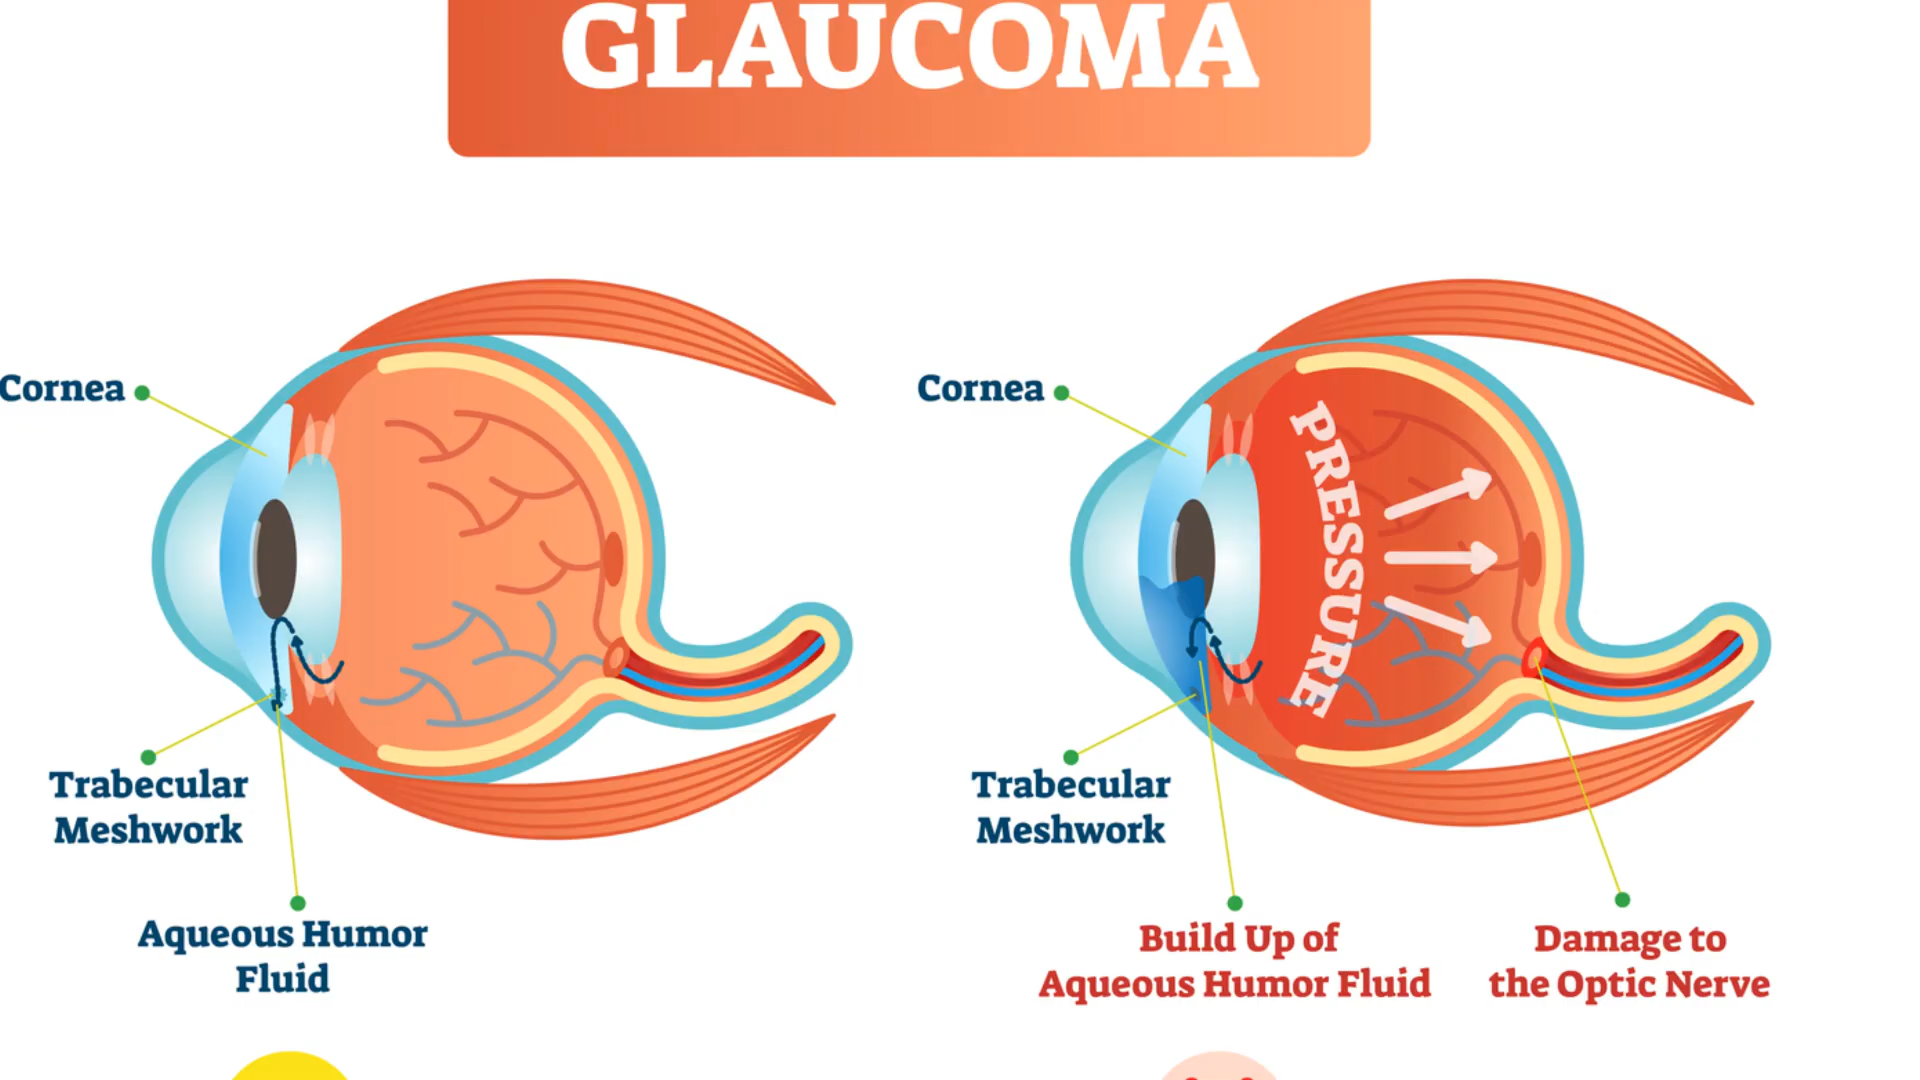 GLAUCOMA
Cornea
Trabecular
Meshwork
Aqueous Humor
Fluid
Cornea
PRESSURE
Trabecular
Meshwork
Build Up of
Aqueous Humor Fluid
Damage to
the Optic Nerve